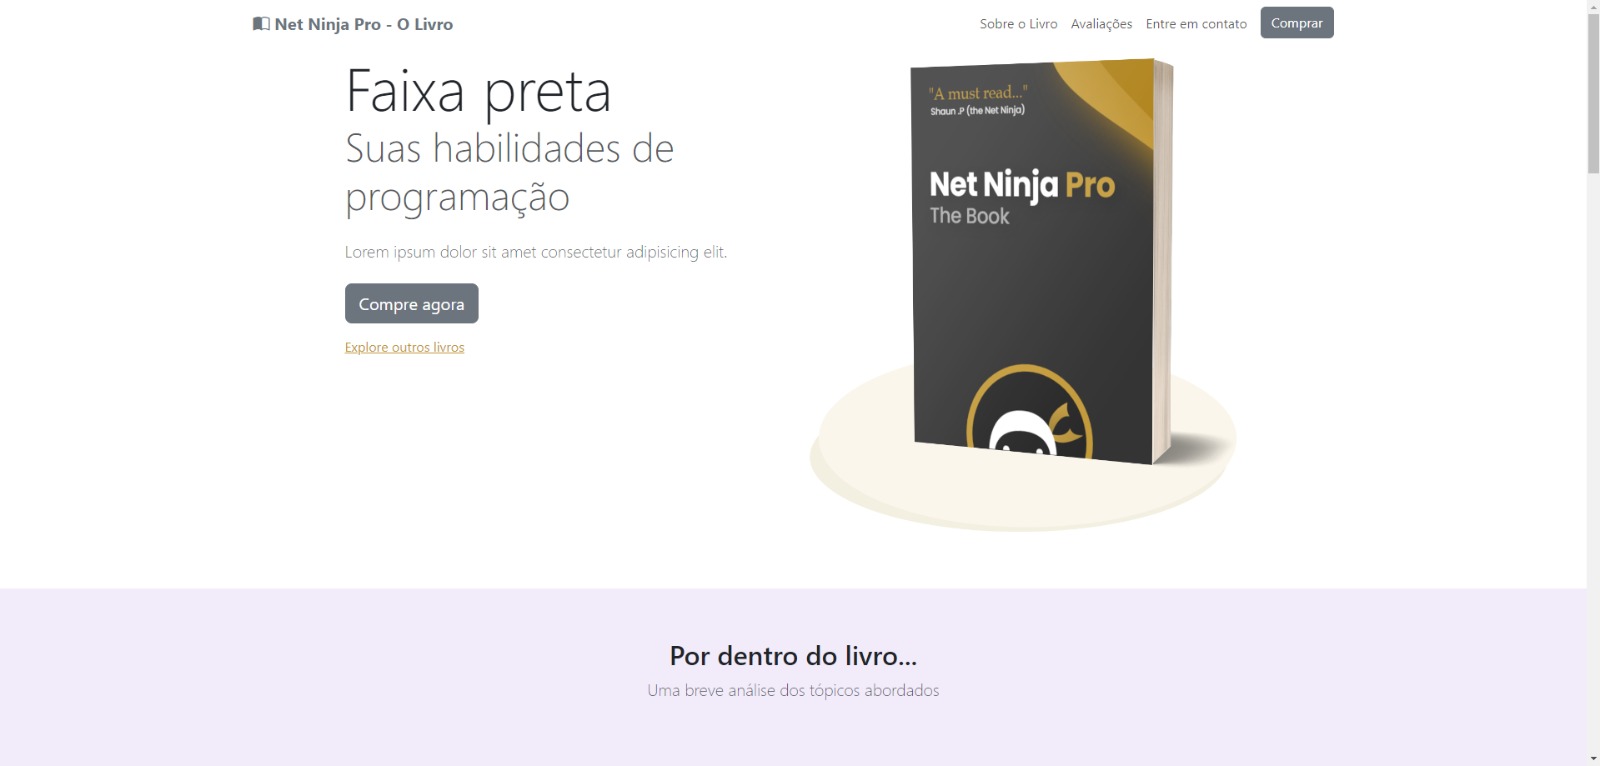 Net Ninja Pro - O Livro
Sobre o Livro
Avaliações
Entre em contato
Comprar
Faixa preta
Suas habilidades de
programação
Lorem ipsum dolor sit amet consectetur adipisicing elit.
Compre agora
Explore outros livros
"A must read..."
Shaun .P (the Net Ninja)
Net Ninja Pro
The Book
Por dentro do livro...
Uma breve análise dos tópicos abordados